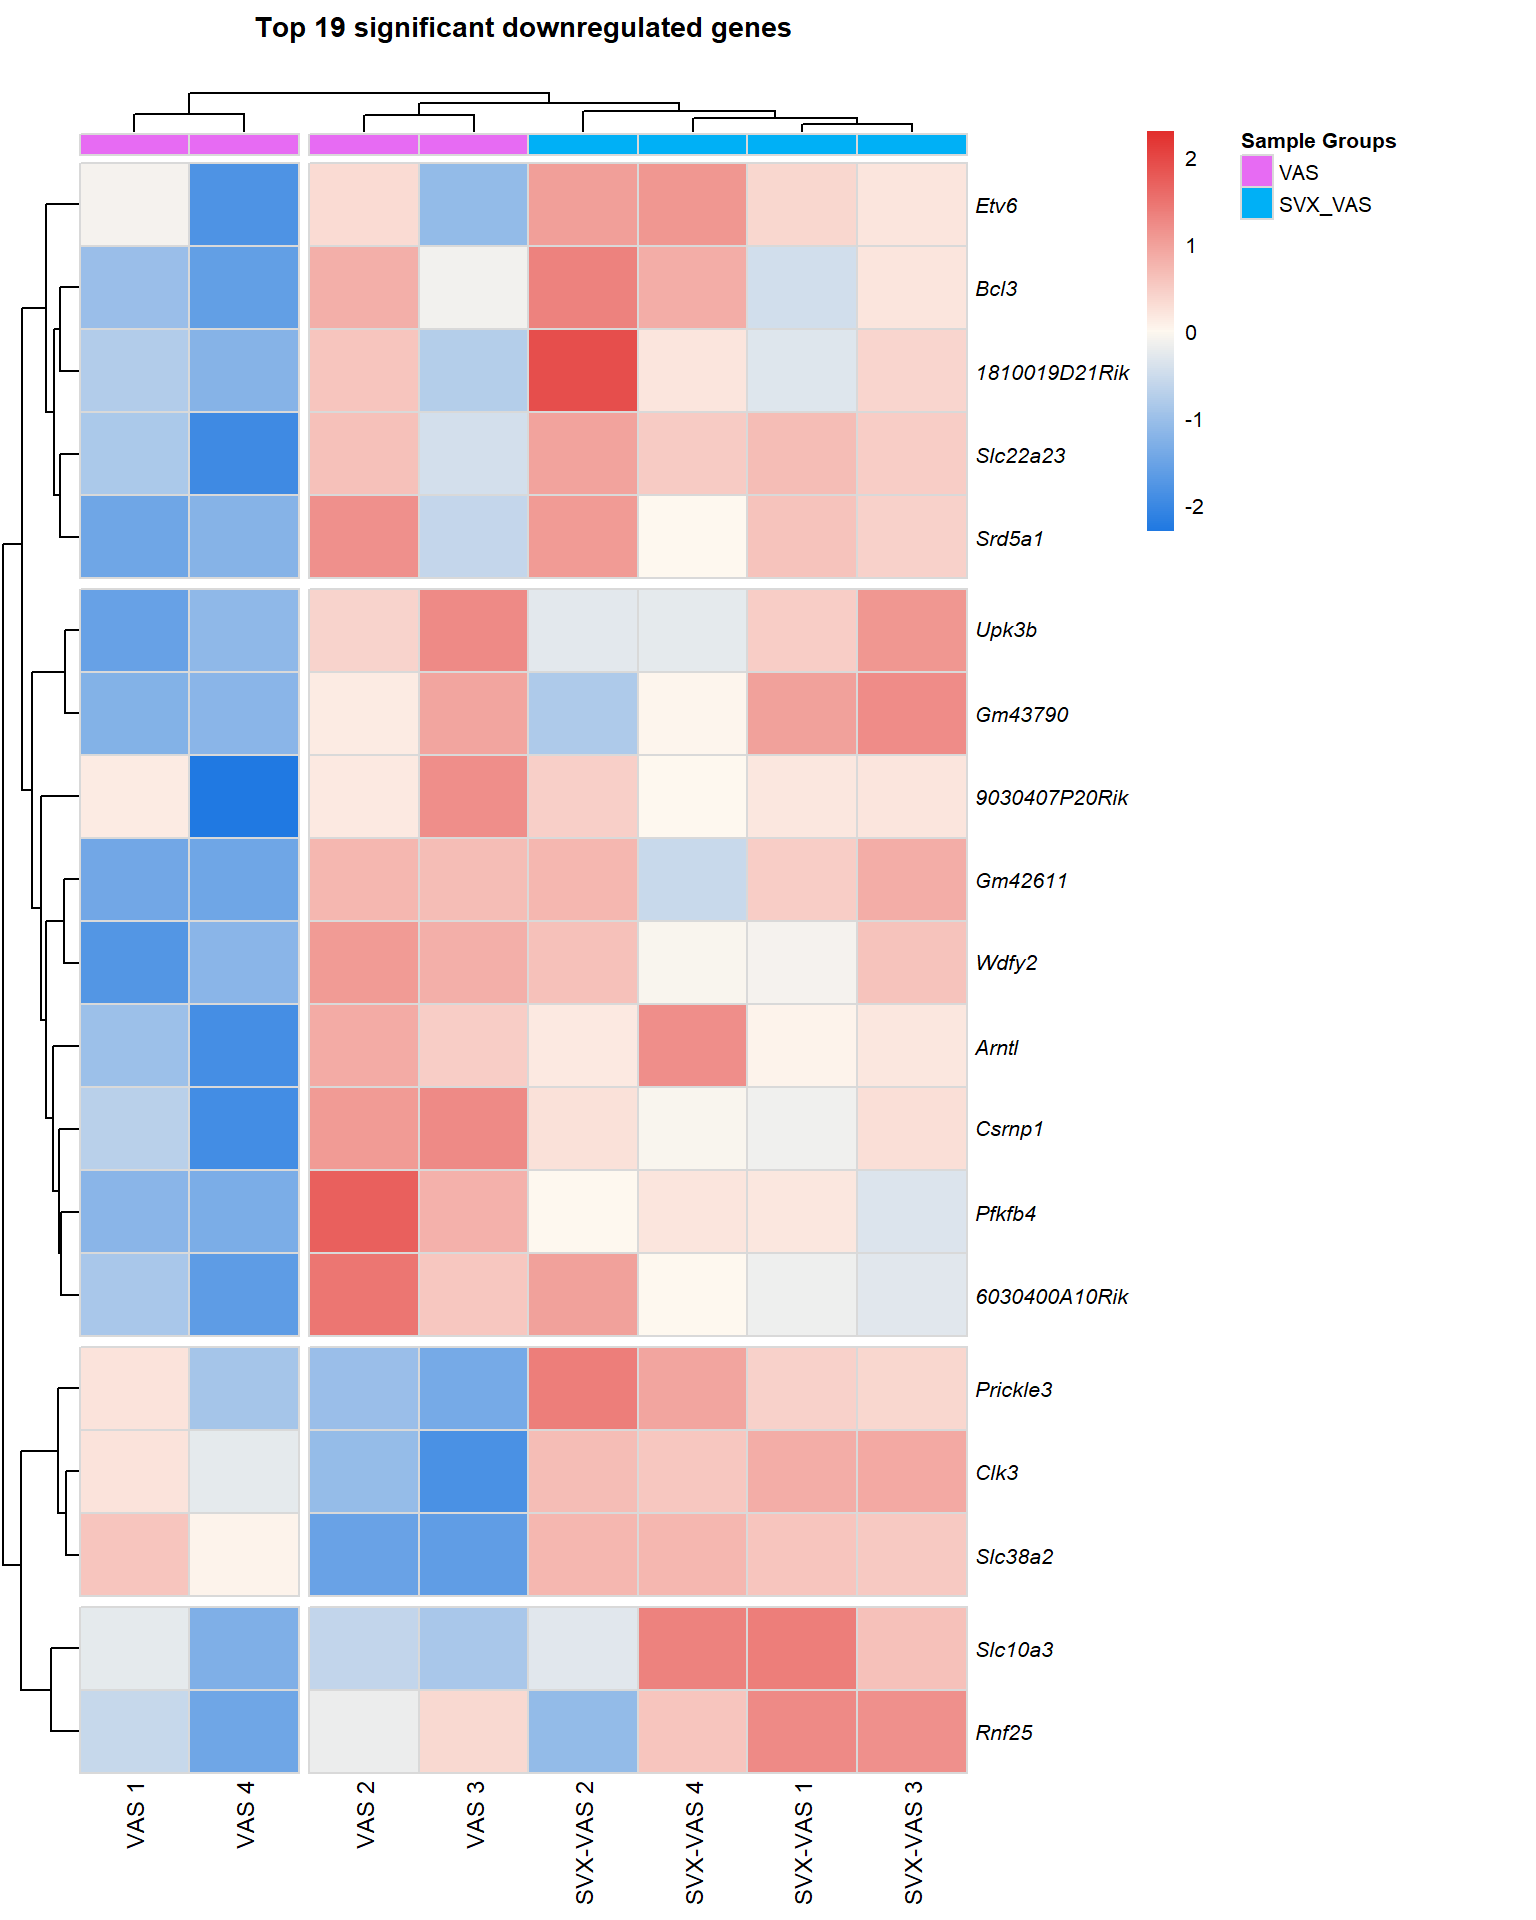 Top 19 significant downregulated genes
Sample Groups
VAS
SVX_VAS
2
1
0
-1
-2
Etv6
Bcl3
1810019D21Rik
Slc22a23
Srd5a1
Upk3b
Gm43790
9030407P20Rik
Gm42611
Wdfy2
Arntl
Csrnp1
Pfkfb4
6030400A10Rik
Prickle3
Clk3
Slc38a2
Slc10a3
Rnf25
VAS 1
VAS 4
VAS 2
VAS 3
SVX-VAS 2
SVX-VAS 4
SVX-VAS 1
SVX-VAS 3